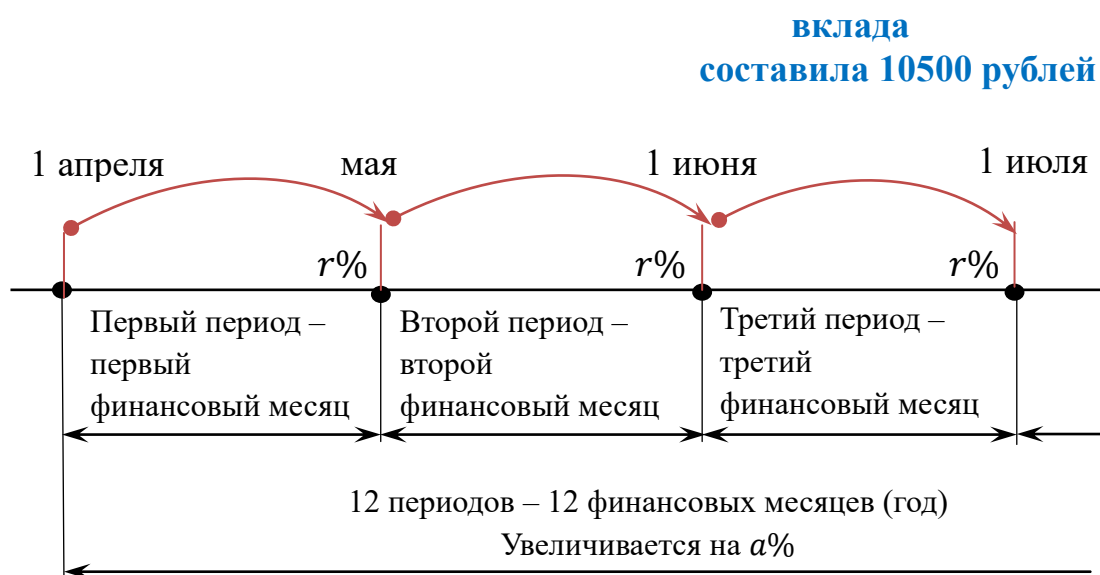 вклада
составила 10500 рублей
1 апреля
мая
1 июня
1 июля
r%
r%
r%
Первый период –
первый
финансовый месяц
Второй период –
второй
финансовый месяц
Третий период –
третий
финансовый месяц
12 периодов – 12 финансовых месяцев (год)
Увеличивается на a%